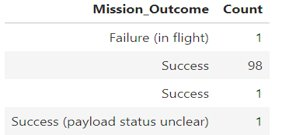 Mission_Outcome Count
Failure (in flight) 1
Success 98
Success 1
Success (payload status unclear) 1